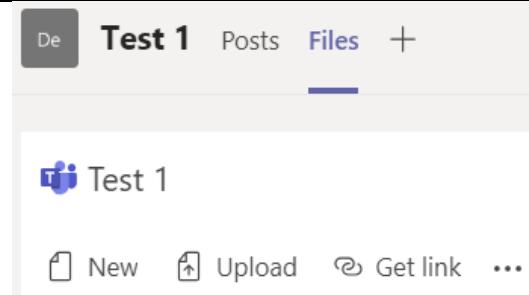 De Test 1 Posts Files +
Test 1
New Upload Get link ...